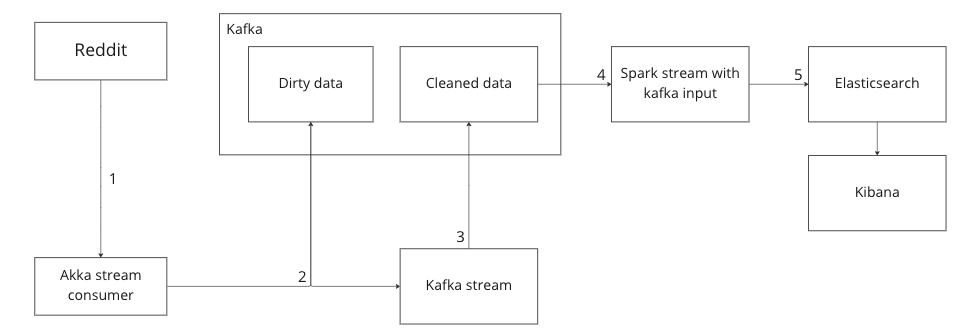 Reddit
Kafka
Dirty data
Cleaned data
4
Spark stream with
kafka input
5
Elasticsearch
1
Kibana
3
Akka stream
consumer
2
Kafka stream